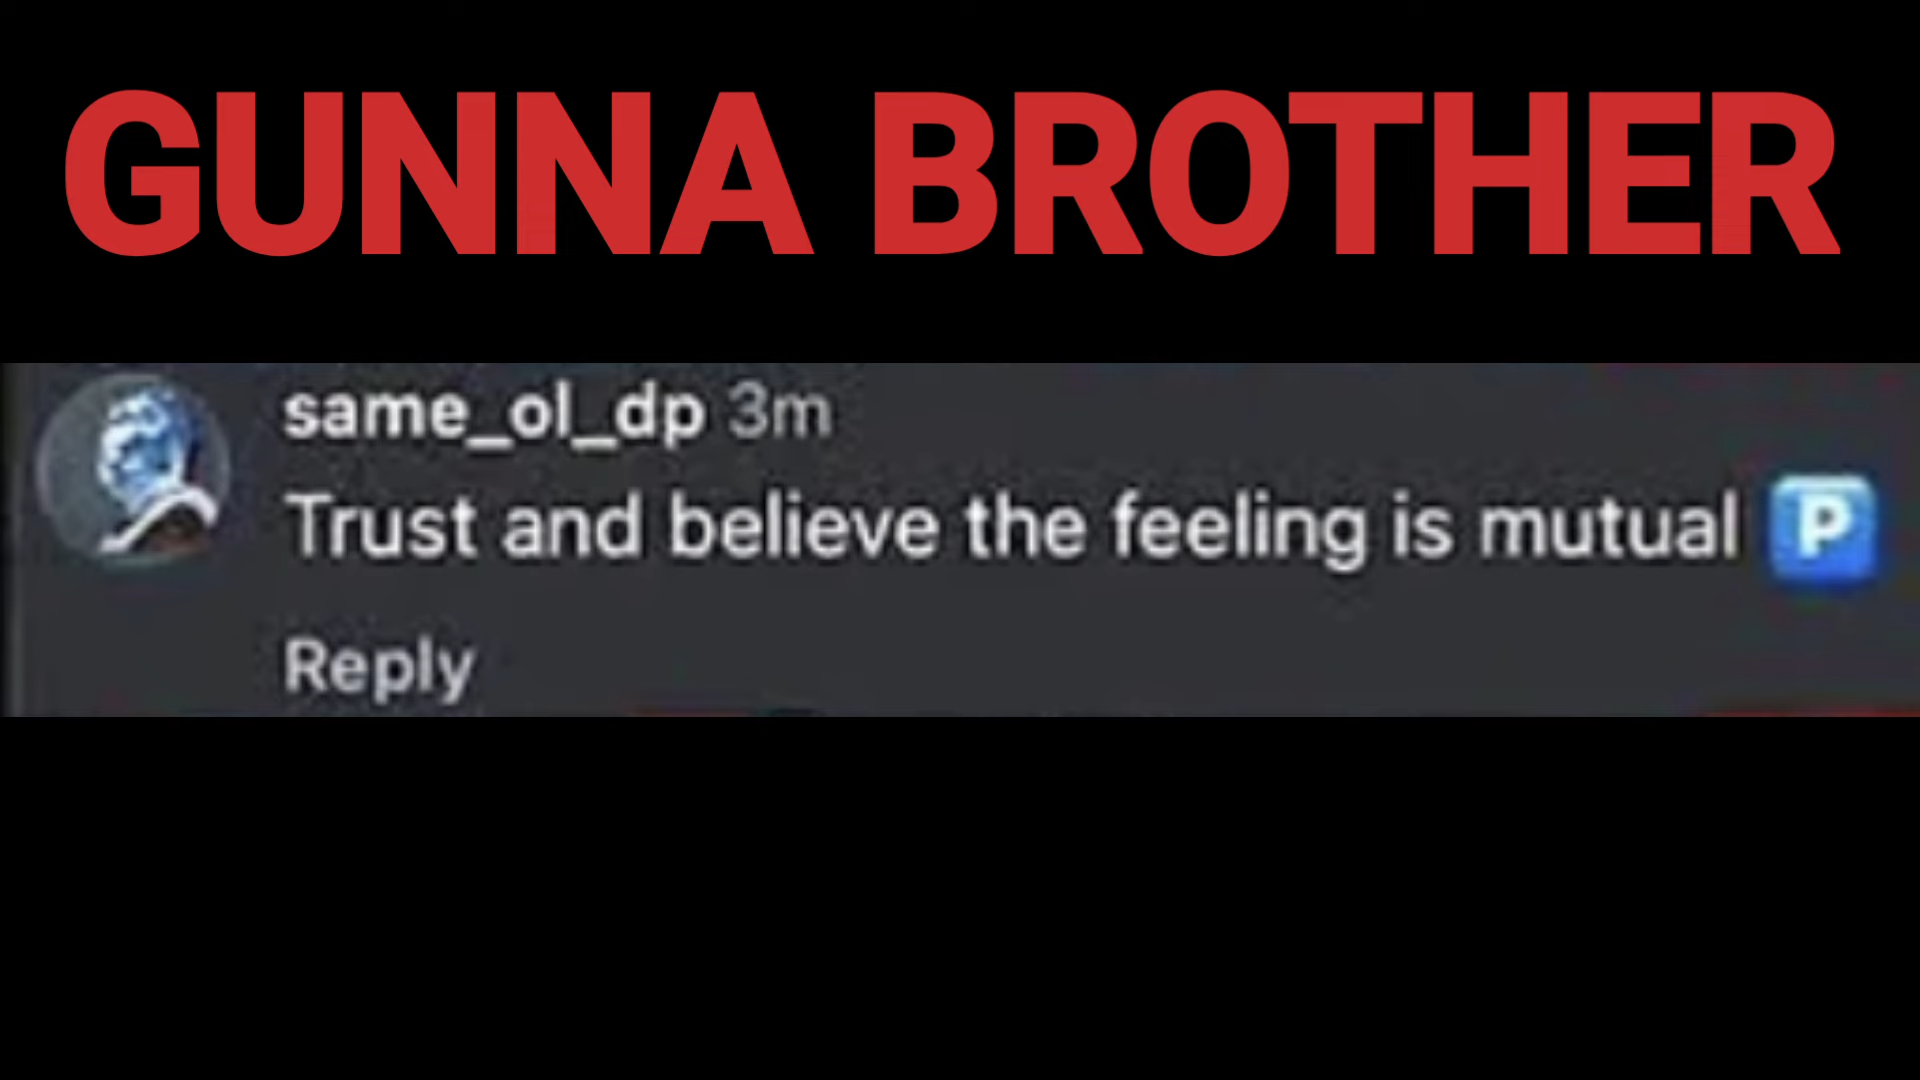 GUNNA BROTHER
same_ol_dp 3m
Trust and believe the feeling is mutual 🅿️
Reply